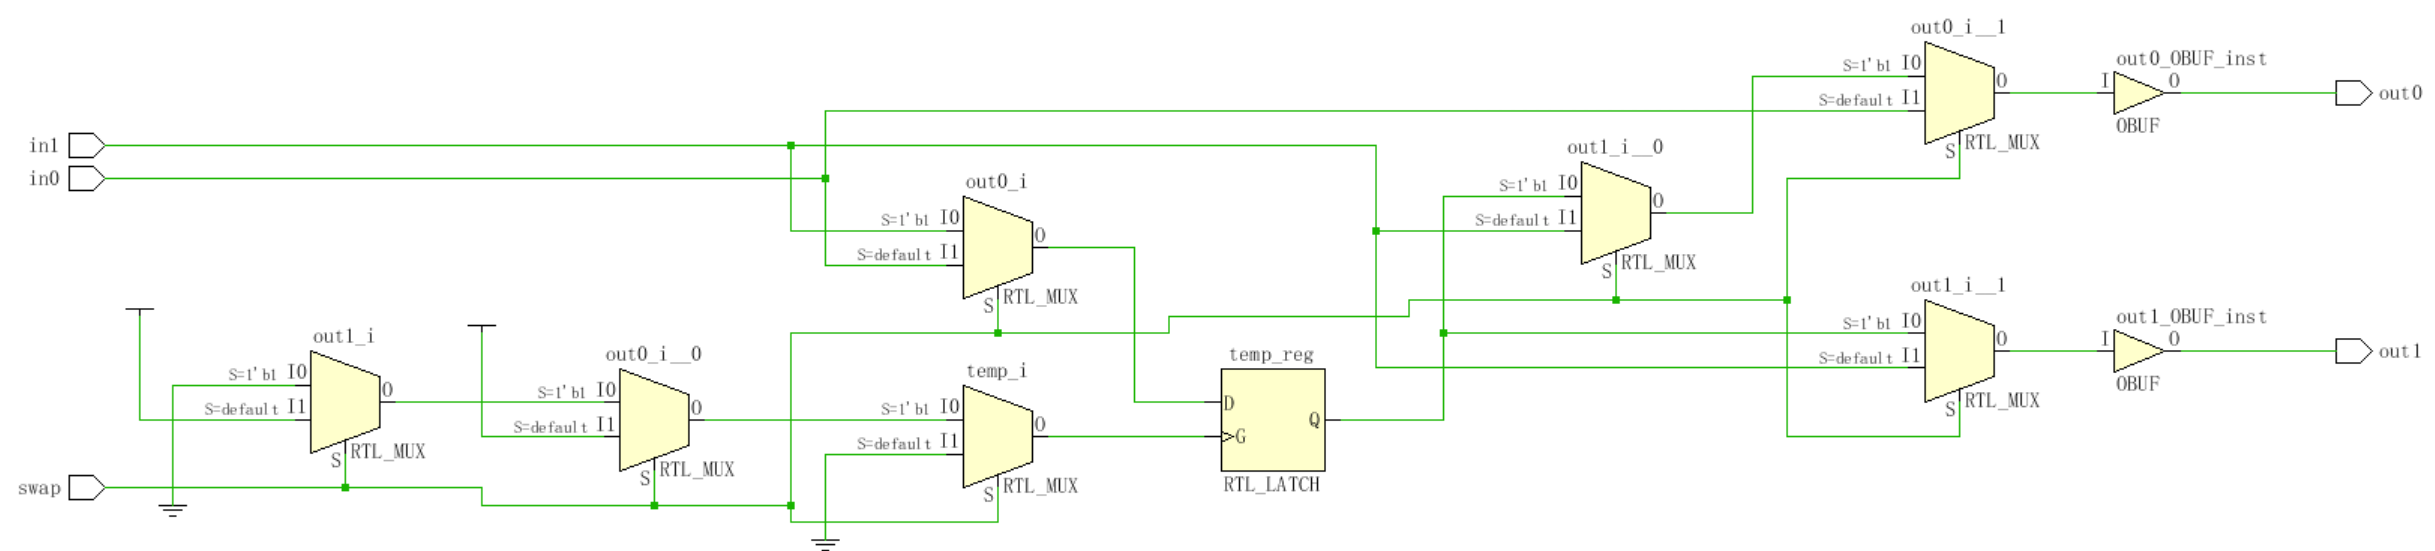 out0_i__1
S=1'b1 I0
S=default I1
O
S
RTL_MUX
out0_OBUF_inst
I
O
OBUF
out0
in1
in0
out1_i__0
S=1'b1 I0
S=default I1
O
S
RTL_MUX
out0_i
S=1'b1 I0
S=default I1
O
S
RTL_MUX
out1_i__1
S=1'b1 I0
S=default I1
O
S
RTL_MUX
out1_OBUF_inst
I
O
OBUF
out1
out1_i
S=1'b1 I0
S=default I1
O
S
RTL_MUX
out0_i__0
S=1'b1 I0
S=default I1
O
S
RTL_MUX
temp_i
S=1'b1 I0
S=default I1
O
S
RTL_MUX
temp_reg
D
G
Q
RTL_LATCH
swap